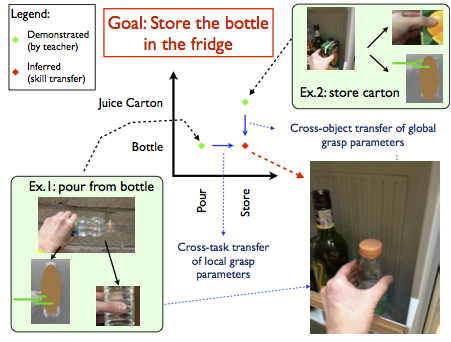 Legend:
Demonstrated
(by teacher)
Inferred
(skill transfer)
Goal: Store the bottle
in the fridge
Ex.2: store carton
Juice Carton
Bottle
Pour
Store
Cross-object transfer of global
grasp parameters
Ex.1: pour from bottle
Cross-task transfer
of local grasp
parameters